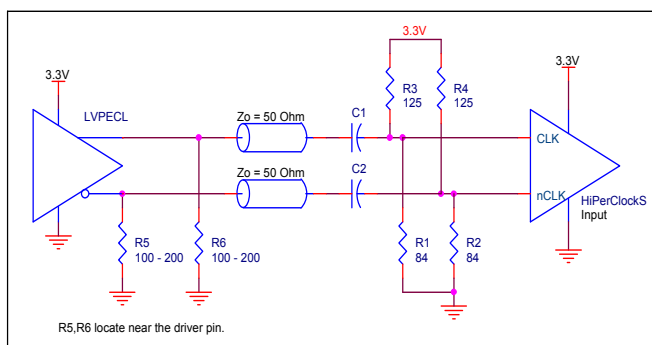 3.3V
3.3V
3.3V
R3
125
R4
125
LVPECL
Zo = 50 Ohm
C1
CLK
Zo = 50 Ohm
C2
nCLK
HiPerClockS
Input
R5
100 - 200
R6
100 - 200
R1
84
R2
84
R5,R6 locate near the driver pin.